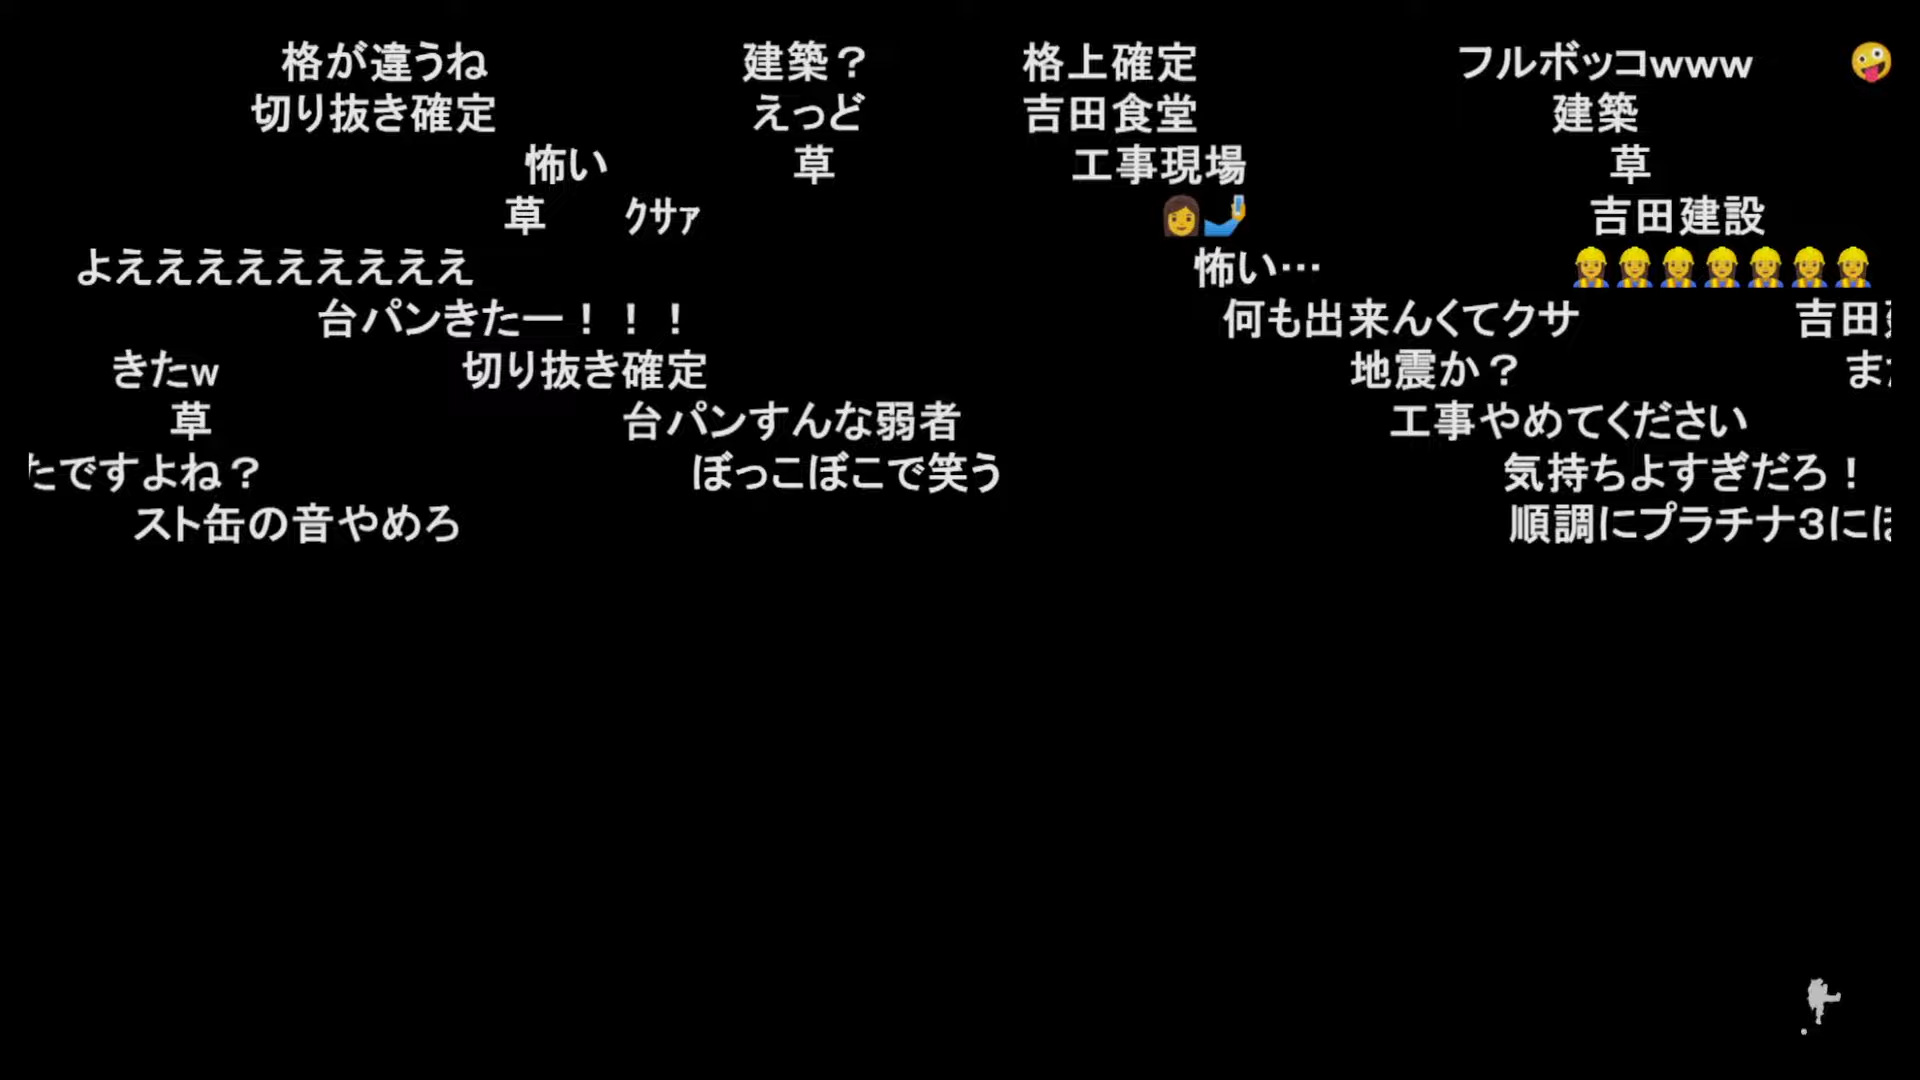 格が違うね 建築？ 格上確定 フルボッコwww 🤪
切り抜き確定 えっど 吉田食堂 建築
怖い 草 工事現場 草
草 ｸｻｧ 👩🤳 吉田建設
よえええええええええ 怖い… 👷‍♀️👷‍♀️👷‍♀️👷‍♀️👷‍♀️👷‍♀️👷‍♀️
台パンきたー！！！ 何も出来んくてクサ 吉田
きたw 切り抜き確定 地震か？ ま
草 台パンすんな弱者 工事やめてください
たですよね？ ぼっこぼこで笑う 気持ちよすぎだろ！
スト缶の音やめろ 順調にプラチナ３に